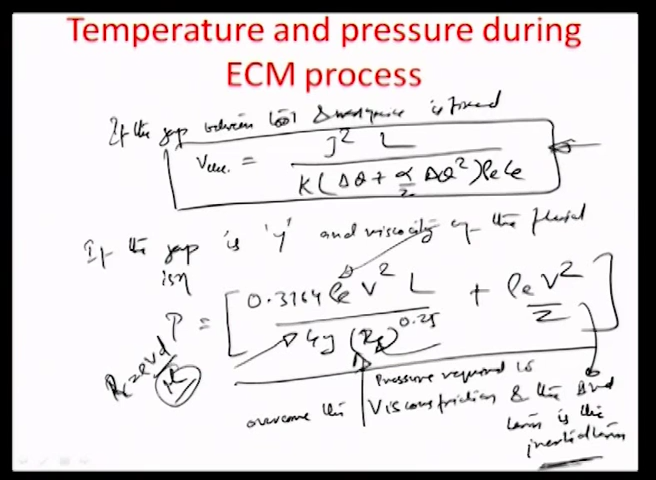 Temperature and pressure during
ECM process
If the gap between tool & workpiece is fixed
V_elec. = J² L / K(Δθ + α/2 Δθ²)ρe Ce
If the gap is 'y' and viscosity of the fluid
is η
P = [ 0.3164 ρe V² L / 4y (Re)^0.25 + ρe V² / 2 ]
Re = ρVd / μ
Pressure required to
overcome the Viscous friction & the 2nd
term is the
inertial term